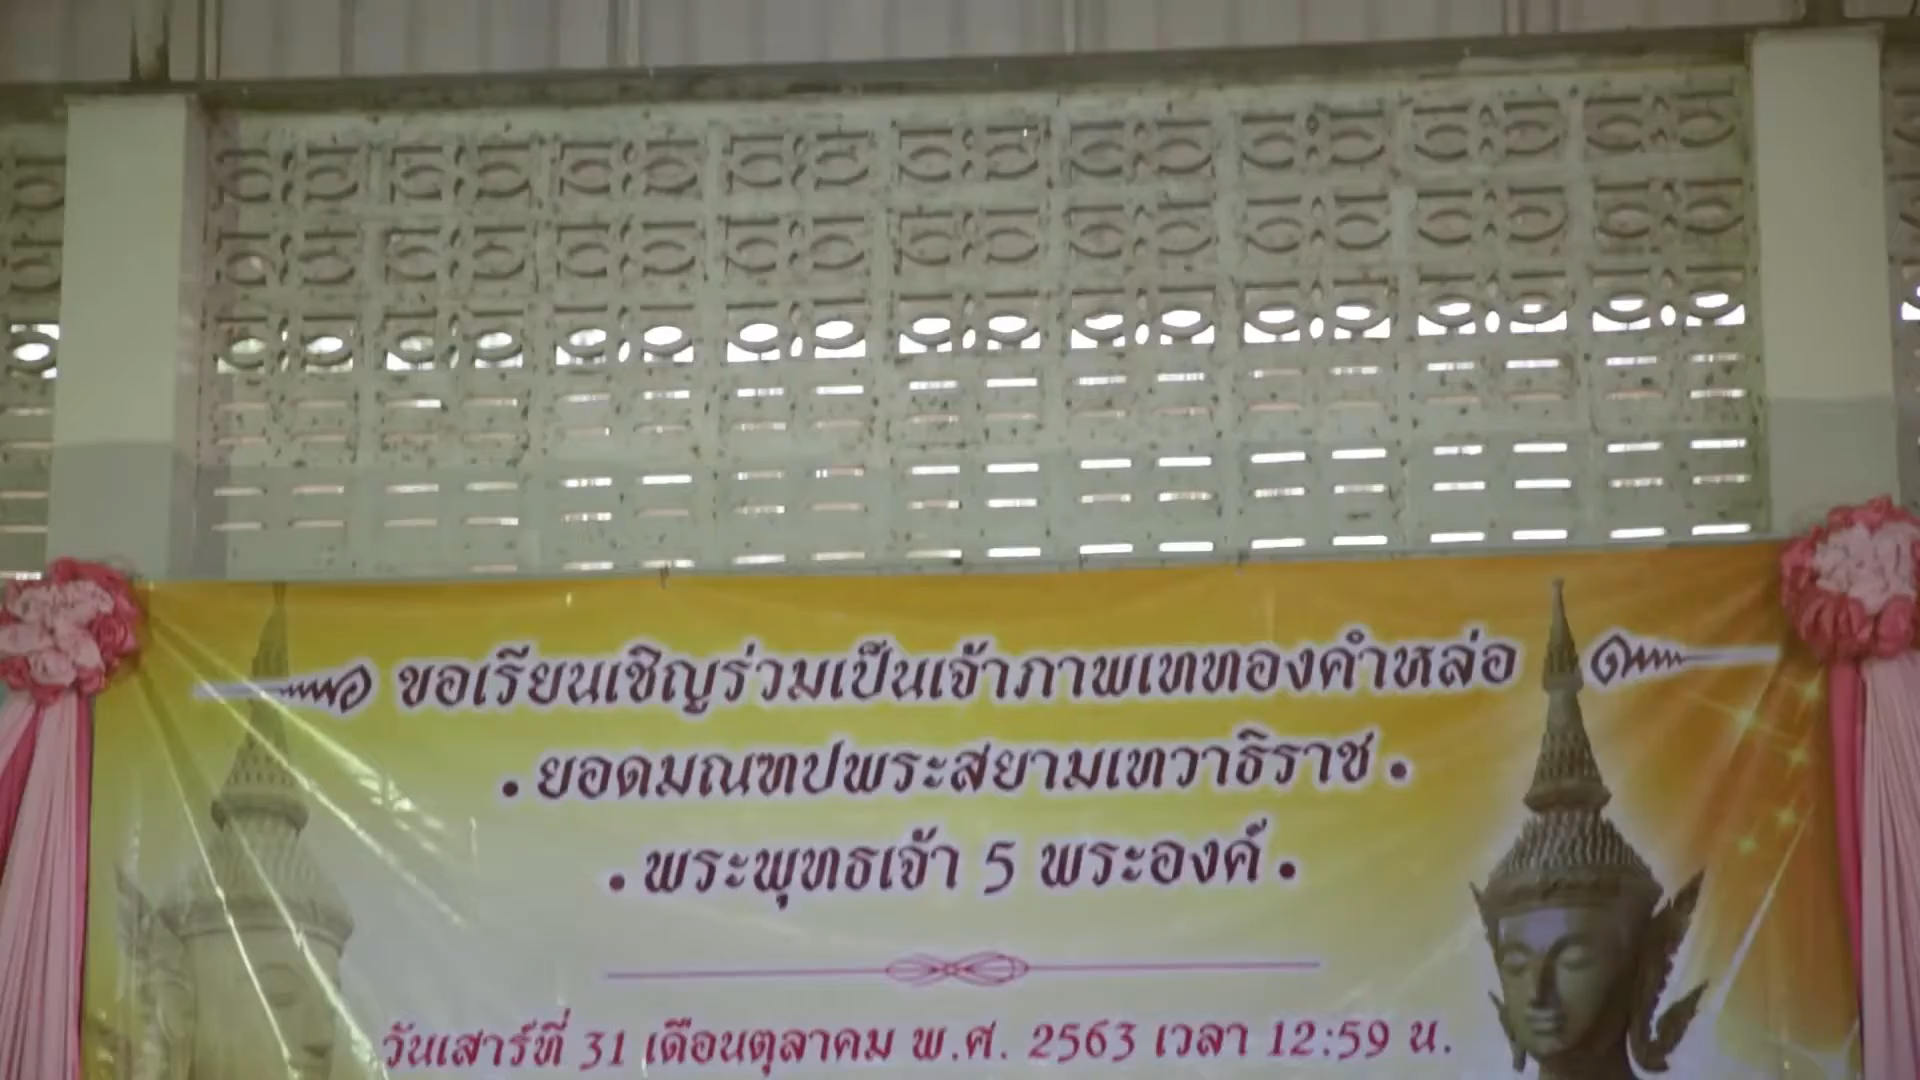 ขอเรียนเชิญร่วมเป็นเจ้าภาพเททองคำหล่อ
• ยอดมณฑปพระสยามเทวาธิราช •
• พระพุทธเจ้า 5 พระองค์ •
วันเสาร์ที่ 31 เดือนตุลาคม พ.ศ. 2563 เวลา 12:59 น.